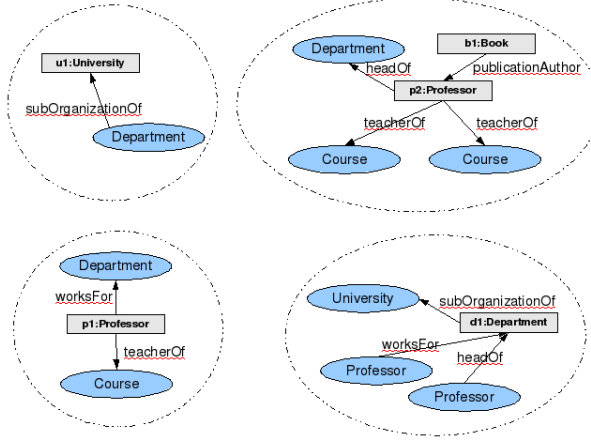 u1:University
subOrganizationOf
Department
Department
b1:Book
headOf
publicationAuthor
p2:Professor
teacherOf
teacherOf
Course
Course
Department
worksFor
p1:Professor
teacherOf
Course
University
subOrganizationOf
d1:Department
worksFor
headOf
Professor
Professor